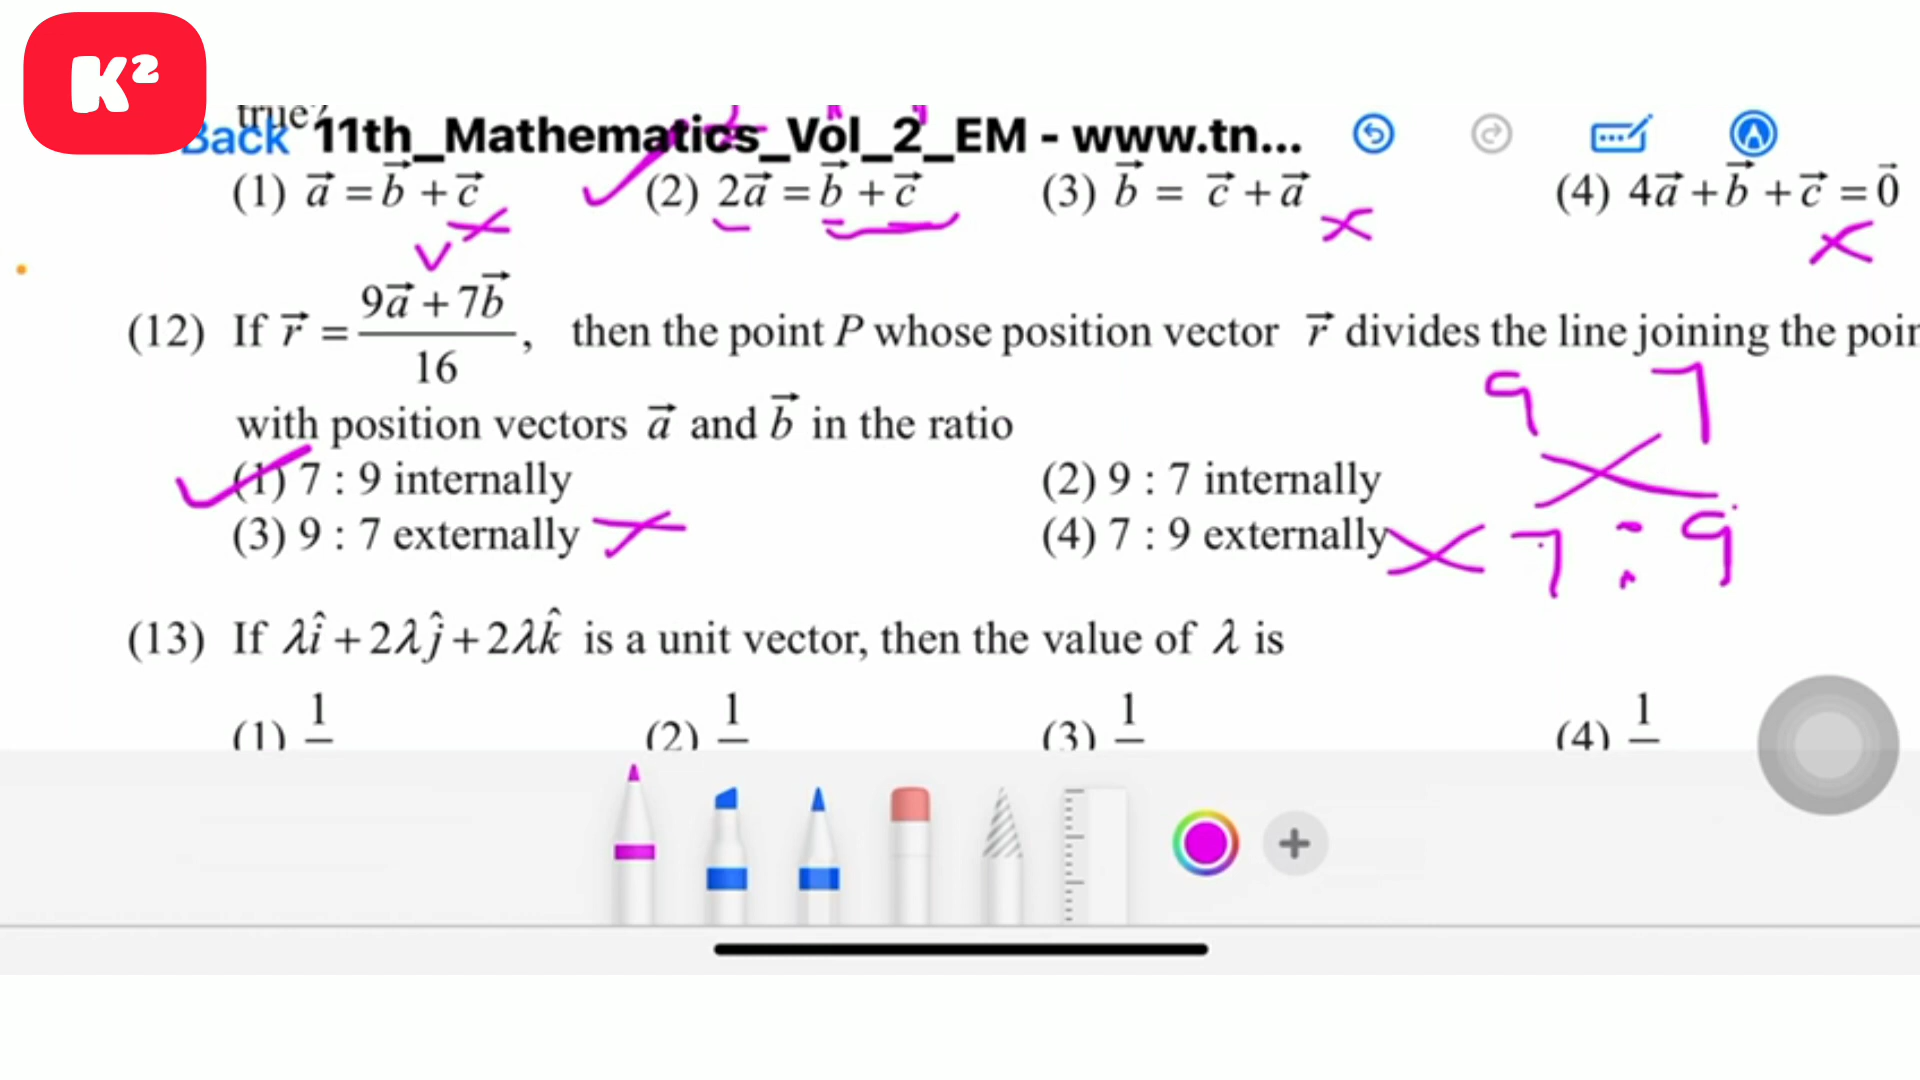 K²
true?
Back 11th_Mathematics_Vol_2_EM - www.tn...
(1) a⃗ = b⃗ + c⃗ (2) 2a⃗ = b⃗ + c⃗ (3) b⃗ = c⃗ + a⃗ (4) 4a⃗ + b⃗ + c⃗ = 0⃗
(12) If r⃗ = (9a⃗ + 7b⃗)/16, then the point P whose position vector r⃗ divides the line joining the poin
9 7
with position vectors a⃗ and b⃗ in the ratio
(1) 7 : 9 internally (2) 9 : 7 internally
(3) 9 : 7 externally (4) 7 : 9 externally 7 : 9
(13) If λî + 2λĵ + 2λk̂ is a unit vector, then the value of λ is
(1) 1 (2) 1 (3) 1 (4) 1